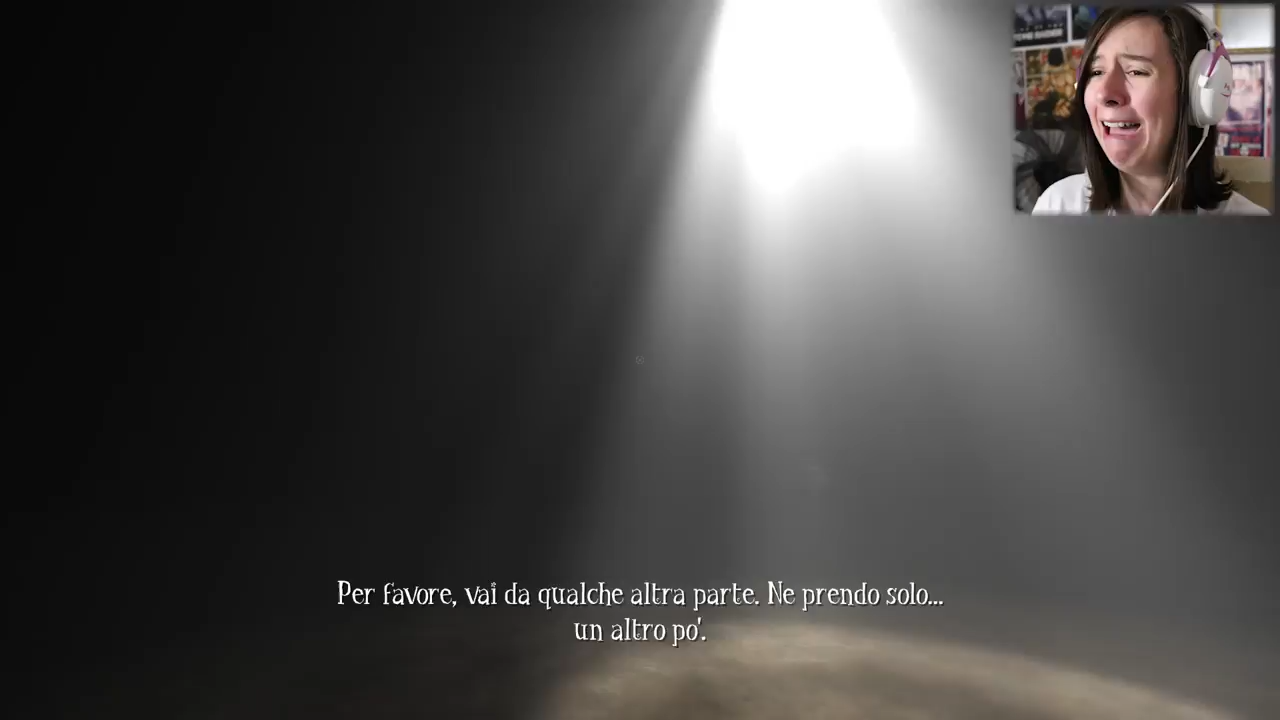 Per favore, vai da qualche altra parte. Ne prendo solo...
un altro po'.